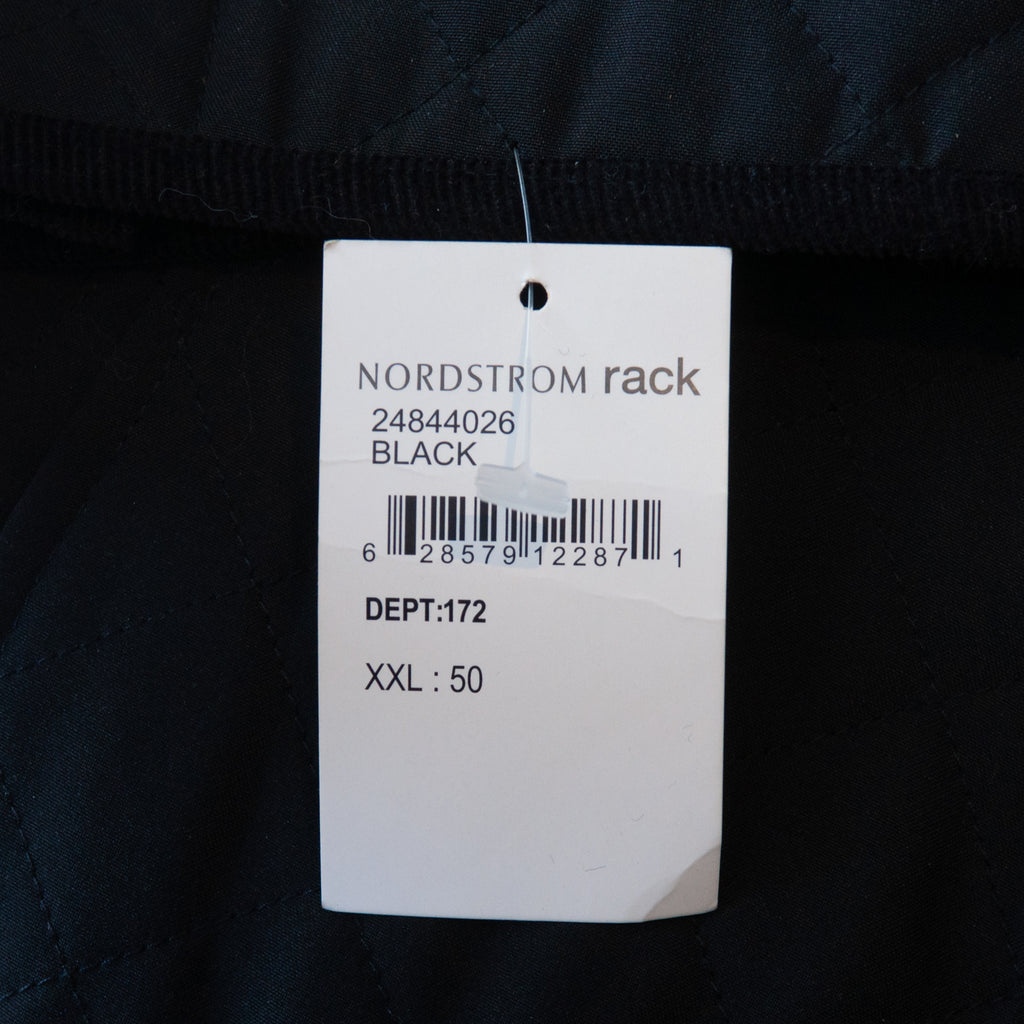 NORDSTROM rack
24844026
BLACK
6 28579 12287 1
DEPT:172
XXL : 50